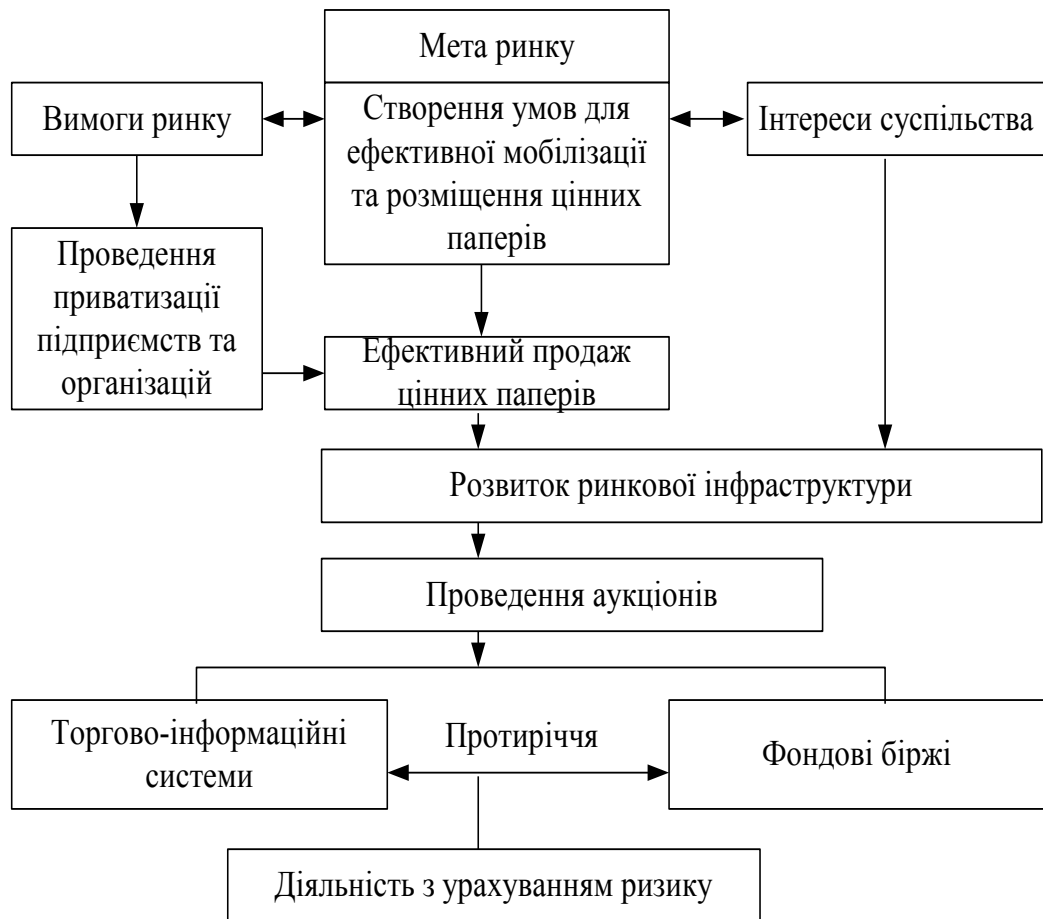 Мета ринку
Вимоги ринку
Створення умов для
ефективної мобілізації
та розміщення цінних
паперів
Інтереси суспільства
Проведення
приватизації
підприємств та
організацій
Ефективний продаж
цінних паперів
Розвиток ринкової інфраструктури
Проведення аукціонів
Торгово-інформаційні
системи
Протиріччя
Фондові біржі
Діяльність з урахуванням ризику